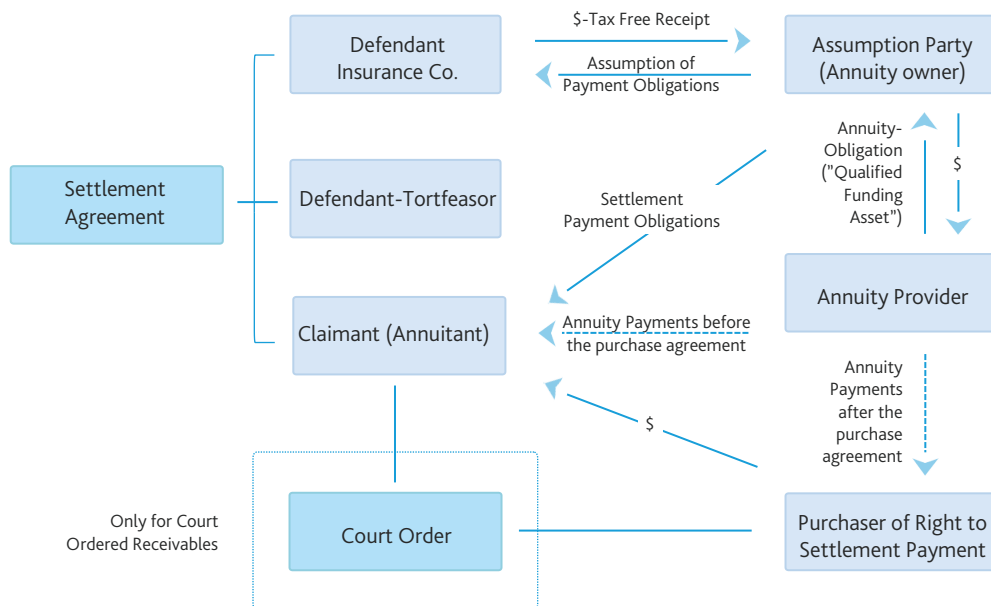 Defendant
Insurance Co.
$-Tax Free Receipt
Assumption of
Payment Obligations
Assumption Party
(Annuity owner)
Settlement
Agreement
Defendant-Tortfeasor
Settlement
Payment Obligations
Annuity-
Obligation
("Qualified
Funding
Asset")
$
Claimant (Annuitant)
Annuity Payments before
the purchase agreement
Annuity Provider
Annuity
Payments
after the
purchase
agreement
$
Only for Court
Ordered Receivables
Court Order
Purchaser of Right to
Settlement Payment